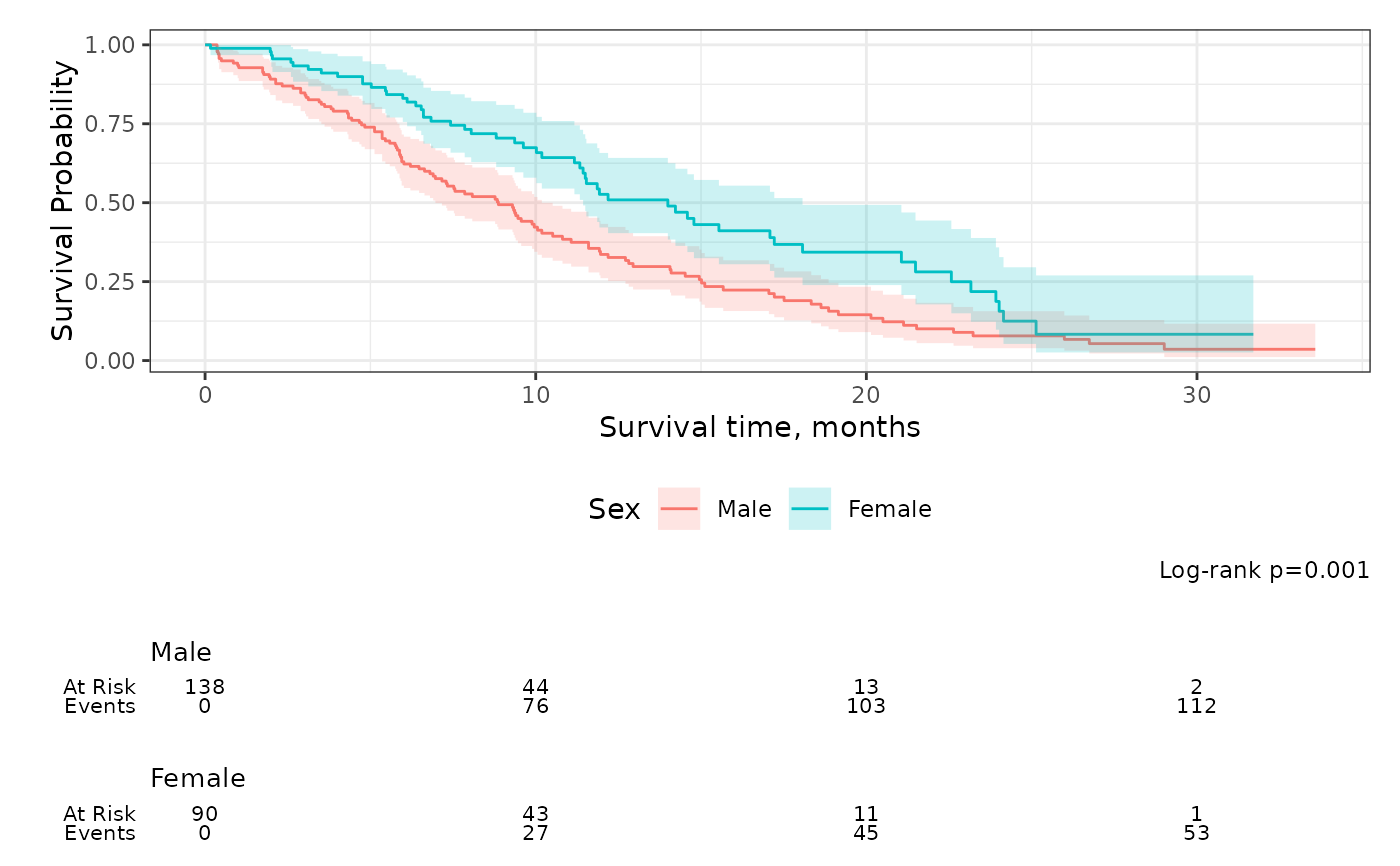 Survival Probability
1.00
0.75
0.50
0.25
0.00
0 10 20 30
Survival time, months
Sex Male Female
Log-rank p=0.001
Male
At Risk 138 44 13 2
Events 0 76 103 112
Female
At Risk 90 43 11 1
Events 0 27 45 53